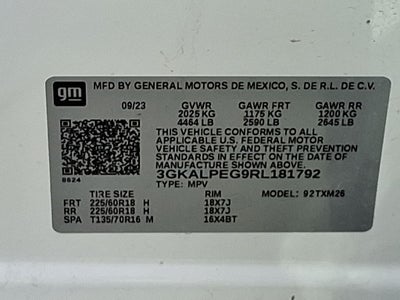 gm MFD BY GENERAL MOTORS DE MEXICO, S. DE R.L. DE C.V.
09/23 GVWR GAWR FRT GAWR RR
2025 KG 1175 KG 1200 KG
4464 LB 2590 LB 2645 LB
THIS VEHICLE CONFORMS TO ALL
APPLICABLE U.S. FEDERAL MOTOR
VEHICLE SAFETY AND THEFT
PREVENTION STANDARDS IN EFFECT
ON THE DATE OF MANUFACTURE
SHOWN ABOVE.
3GKALPEG9RL181792
8624 TYPE: MPV MODEL: 92TXM26
TIRE SIZE RIM
FRT 225/60R18 H 18X7J
RR 225/60R18 H 18X7J
SPA T135/70R16 M 16X4BT